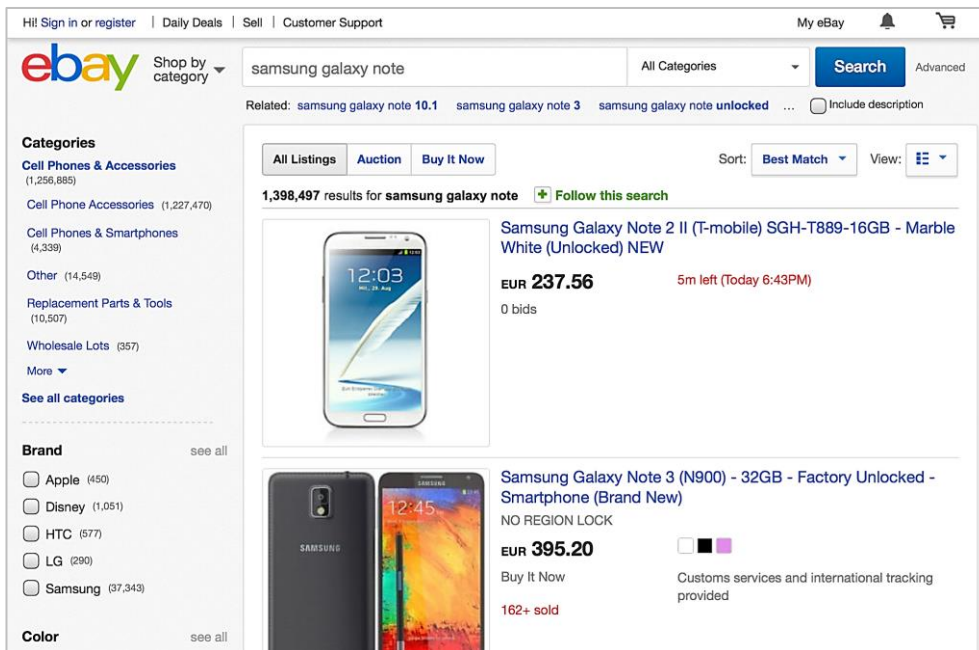 Hi! Sign in or register | Daily Deals | Sell | Customer Support My eBay
ebay Shop by category samsung galaxy note All Categories Search Advanced
Related: samsung galaxy note 10.1 samsung galaxy note 3 samsung galaxy note unlocked ... Include description
Categories
Cell Phones & Accessories
(1,256,885)
Cell Phone Accessories (1,227,470)
Cell Phones & Smartphones
(4,339)
Other (14,549)
Replacement Parts & Tools
(10,507)
Wholesale Lots (357)
More
See all categories
Brand see all
Apple (450)
Disney (1,051)
HTC (577)
LG (290)
Samsung (37,343)
Color see all
All Listings Auction Buy It Now Sort: Best Match View:
1,398,497 results for samsung galaxy note Follow this search
SAMSUNG
12:03
Samsung Galaxy Note 2 II (T-mobile) SGH-T889-16GB - Marble
White (Unlocked) NEW
EUR 237.56 5m left (Today 6:43PM)
0 bids
SAMSUNG
SAMSUNG
12:45
Samsung Galaxy Note 3 (N900) - 32GB - Factory Unlocked -
Smartphone (Brand New)
NO REGION LOCK
EUR 395.20
Buy It Now Customs services and international tracking
provided
162+ sold